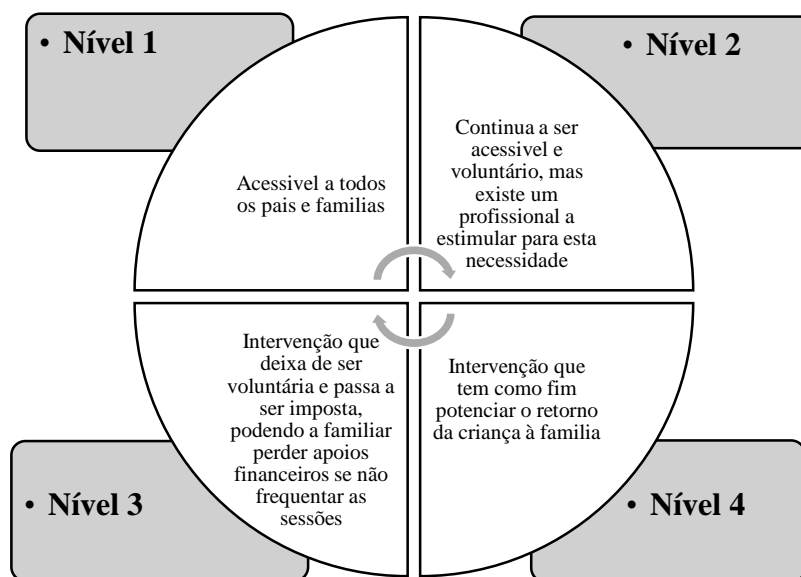 • Nível 1
Acessivel a todos
os pais e familias
• Nível 2
Continua a ser
acessivel e
voluntário, mas
existe um
profissional a
estimular para esta
necessidade
Intervenção que
deixa de ser
voluntária e passa a
ser imposta,
podendo a familiar
perder apoios
financeiros se não
frequentar as
sessões
• Nível 3
Intervenção que
tem como fim
potenciar o retorno
da criança à familia
• Nível 4